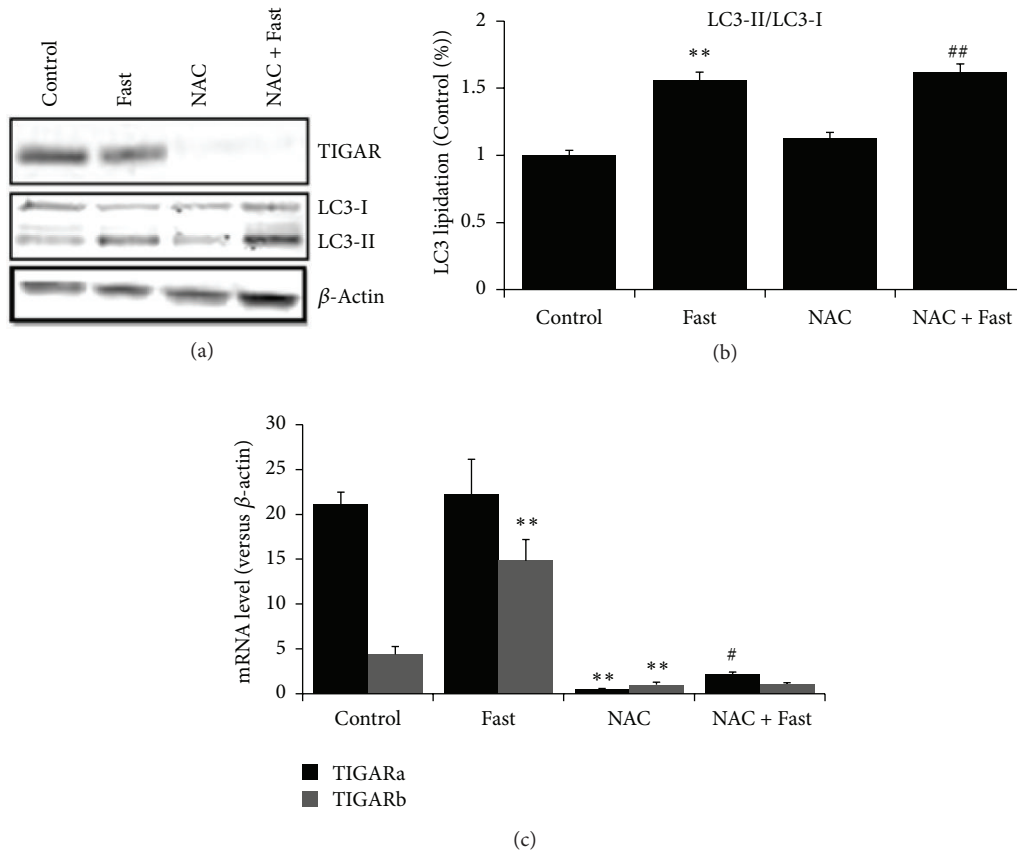 Control
Fast
NAC
NAC + Fast
TIGAR
LC3-I
LC3-II
β-Actin
(a)
LC3-II/LC3-I
LC3 lipidation (Control (%))
2
1.5
1
0.5
0
**
##
Control
Fast
NAC
NAC + Fast
(b)
mRNA level (versus β-actin)
30
25
20
15
10
5
0
**
**
**
#
Control
Fast
NAC
NAC + Fast
TIGARa
TIGARb
(c)